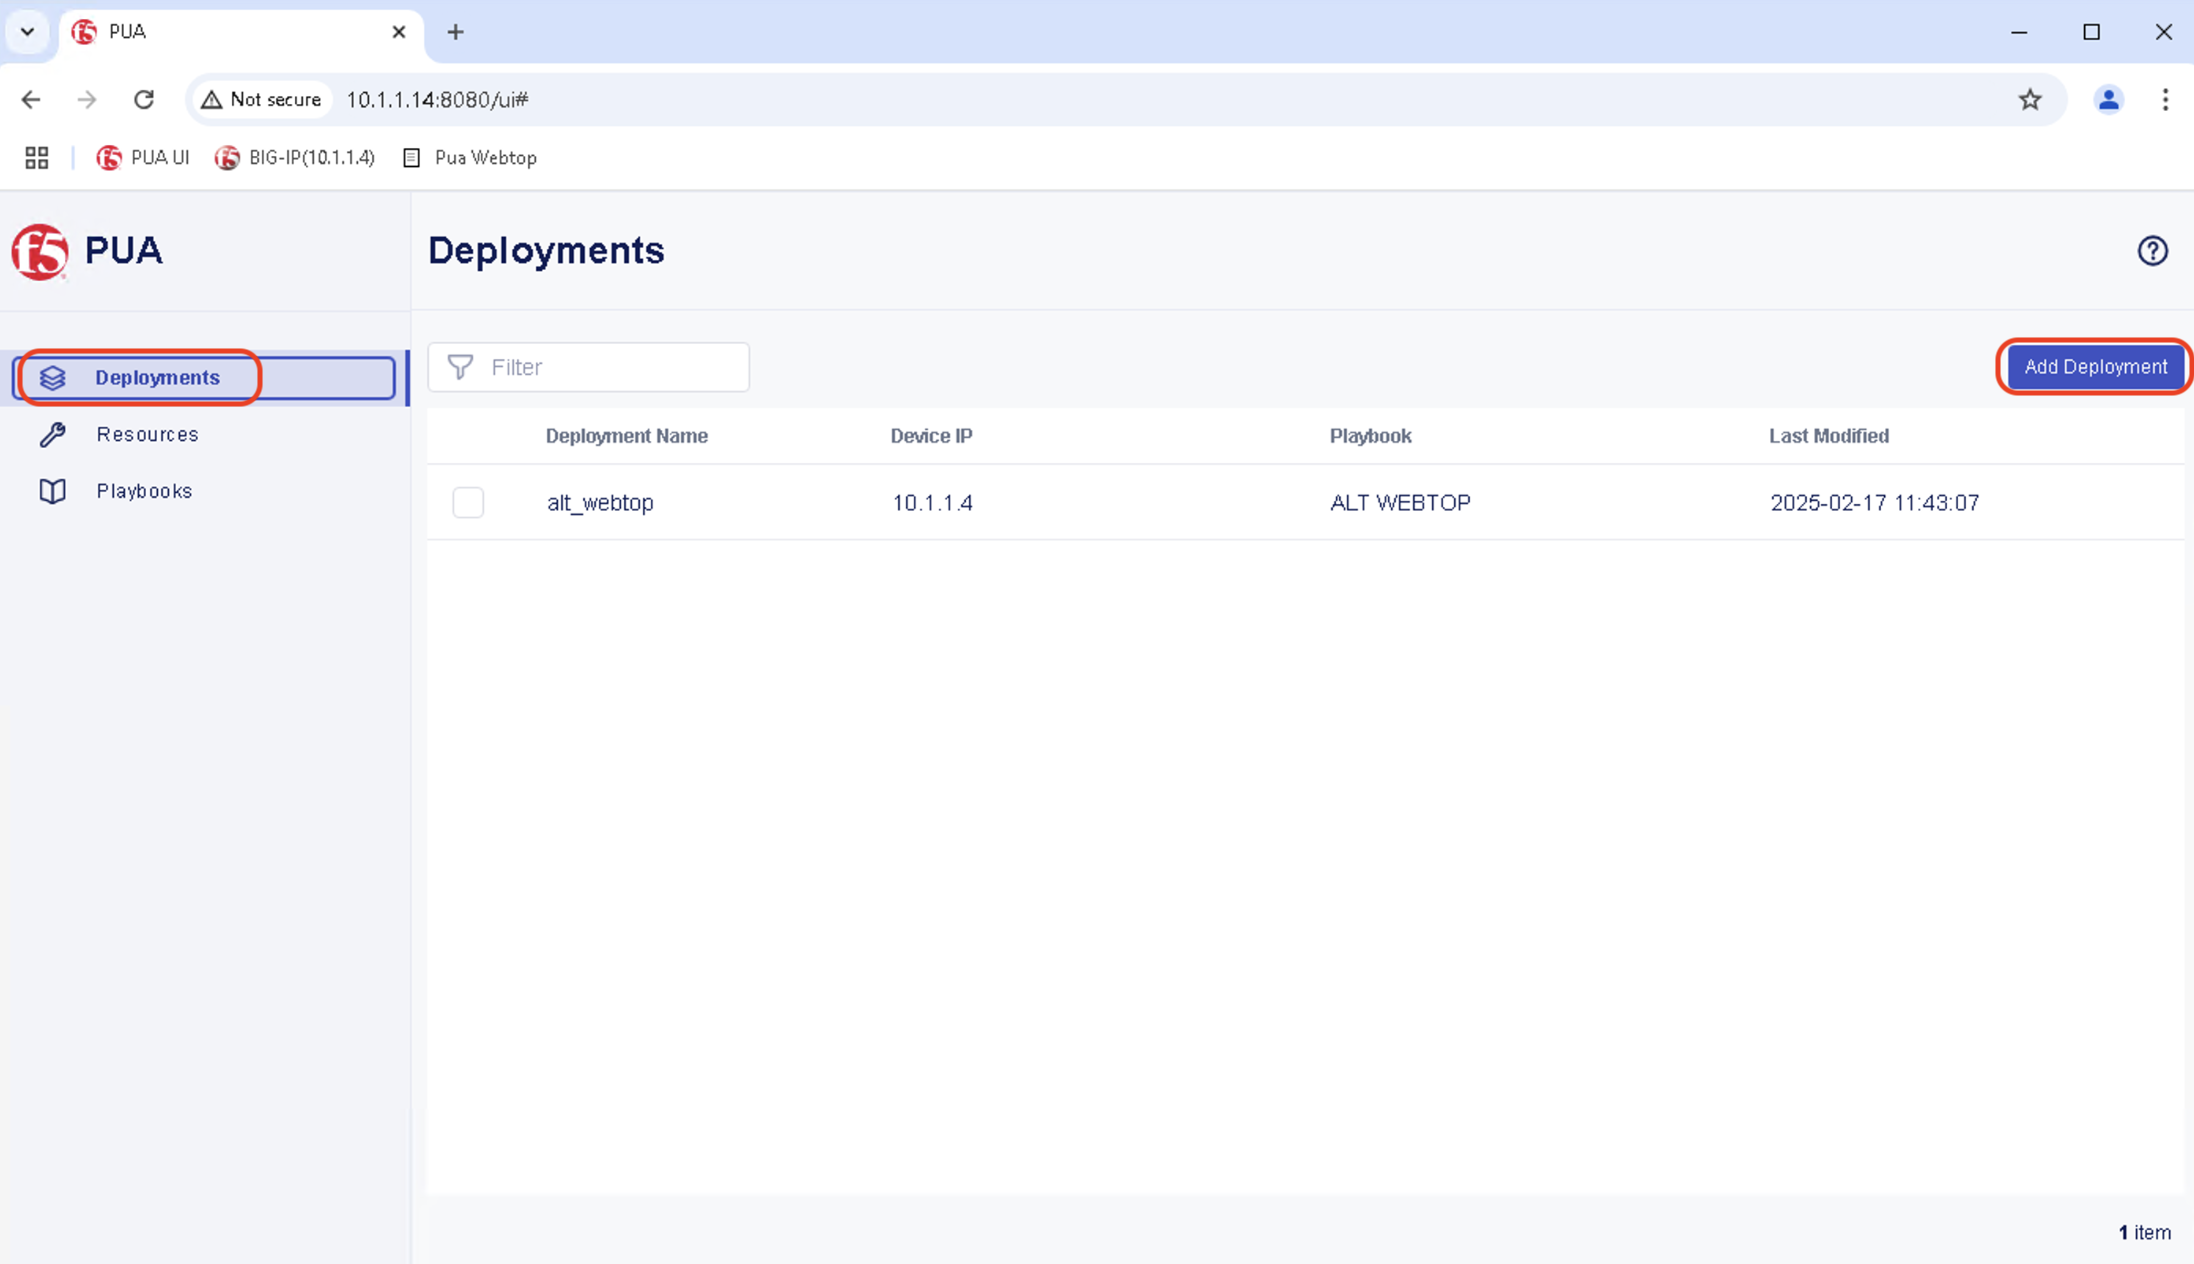 PUA
Not secure 10.1.1.14:8080/ui#
PUA UI BIG-IP(10.1.1.4) Pua Webtop
f5 PUA
Deployments
Deployments
Resources
Playbooks
Filter
Add Deployment
Deployment Name Device IP Playbook Last Modified
alt_webtop 10.1.1.4 ALT WEBTOP 2025-02-17 11:43:07
1 item